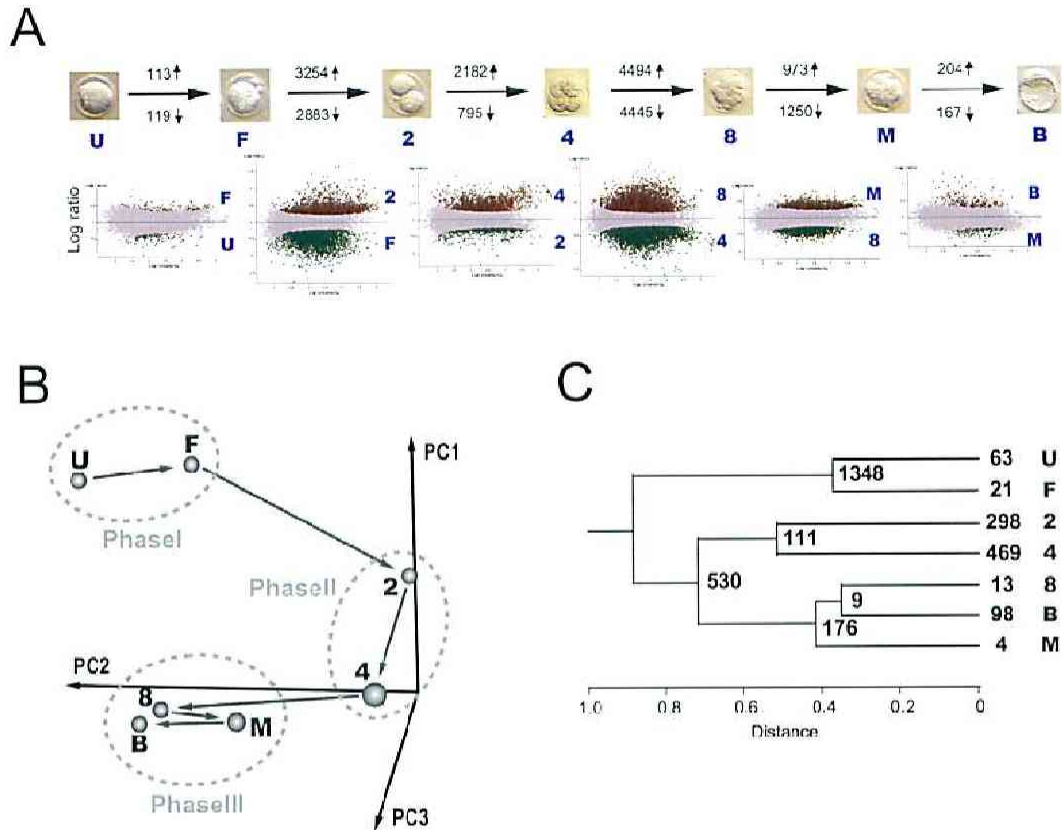 A
113↑ 3254↑ 2182↑ 4494↑ 973↑ 204↑
119↓ 2883↓ 795↓ 4445↓ 1250↓ 167↓
U F 2 4 8 M B
F 2 4 8 M B
Log ratio
U F 2 4 8 M
B
PC1
U F
PhaseI
PhaseII
2
4
PC2
8
B M
PhaseIII
PC3
C
63 U
1348
21 F
298 2
111
469 4
530
13 8
9
98 B
176
4 M
1.0 0.8 0.6 0.4 0.2 0
Distance